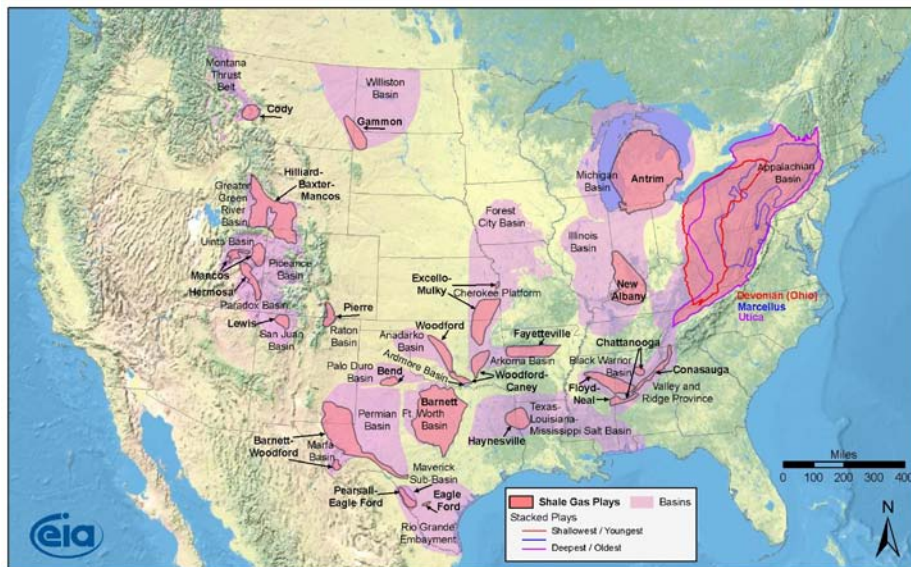 Montana
Thrust
Belt
Cody
Williston
Basin
Gammon
Hilliard-
Baxter-
Mancos
Greater
Green
River
Basin
Uinta Basin
Mancos
Piceance
Basin
Hermosa
Paradox Basin
Lewis
San Juan
Basin
Pierre
Raton
Basin
Forest
City Basin
Excello-
Mulky
Cherokee Platform
Michigan
Basin
Antrim
Illinois
Basin
New
Albany
Appalachian
Basin
Devonian (Ohio)
Marcellus
Utica
Woodford
Anadarko
Basin
Palo Duro
Basin
Bend
Ardmore Basin
Fayetteville
Arkoma Basin
Woodford-
Caney
Chattanooga
Black Warrior
Basin
Conasauga
Floyd-
Neal
Valley and
Ridge Province
Barnett
Permian
Basin
Ft
Worth
Basin
Haynesville
Texas-
Louisiana-
Mississippi Salt Basin
Barnett-
Woodford
Marfa
Basin
Maverick
Sub-Basin
Pearsall-
Eagle Ford
Eagle
Ford
Rio Grande
Embayment
Miles
0 100 200 300 400
N
Shale Gas Plays
Basins
Stacked Plays
Shallowest / Youngest
Deepest / Oldest
eia